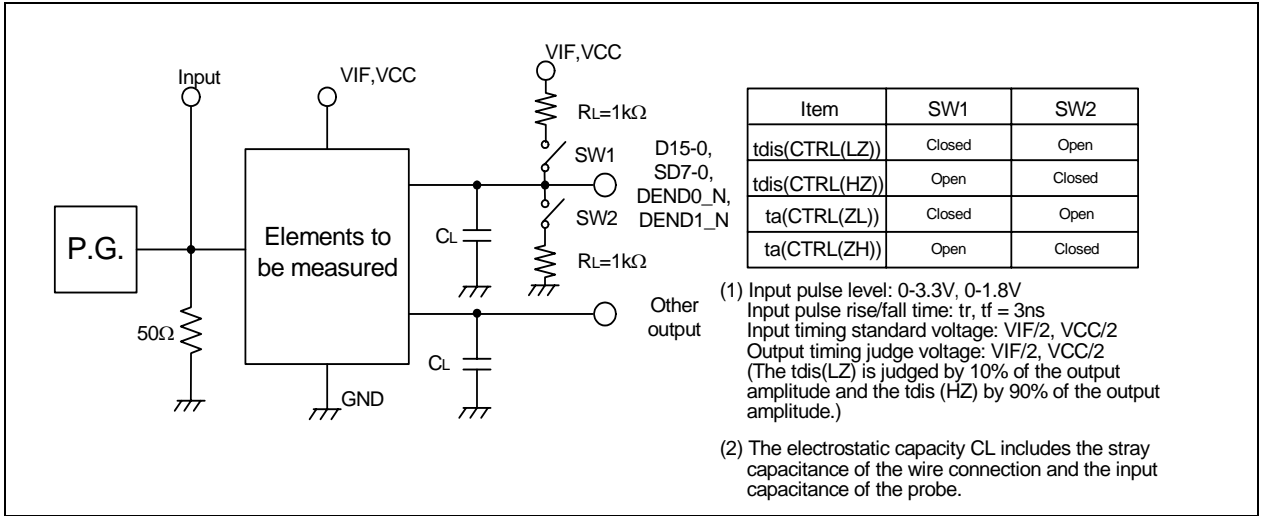 Input
VIF,VCC
VIF,VCC
RL=1kΩ
SW1
D15-0,
SD7-0,
DEND0_N,
DEND1_N
SW2
RL=1kΩ
CL
P.G.
Elements to
be measured
50Ω
GND
CL
Other
output
Item SW1 SW2
tdis(CTRL(LZ)) Closed Open
tdis(CTRL(HZ)) Open Closed
ta(CTRL(ZL)) Closed Open
ta(CTRL(ZH)) Open Closed
(1) Input pulse level: 0-3.3V, 0-1.8V
Input pulse rise/fall time: tr, tf = 3ns
Input timing standard voltage: VIF/2, VCC/2
Output timing judge voltage: VIF/2, VCC/2
(The tdis(LZ) is judged by 10% of the output
amplitude and the tdis (HZ) by 90% of the output
amplitude.)
(2) The electrostatic capacity CL includes the stray
capacitance of the wire connection and the input
capacitance of the probe.